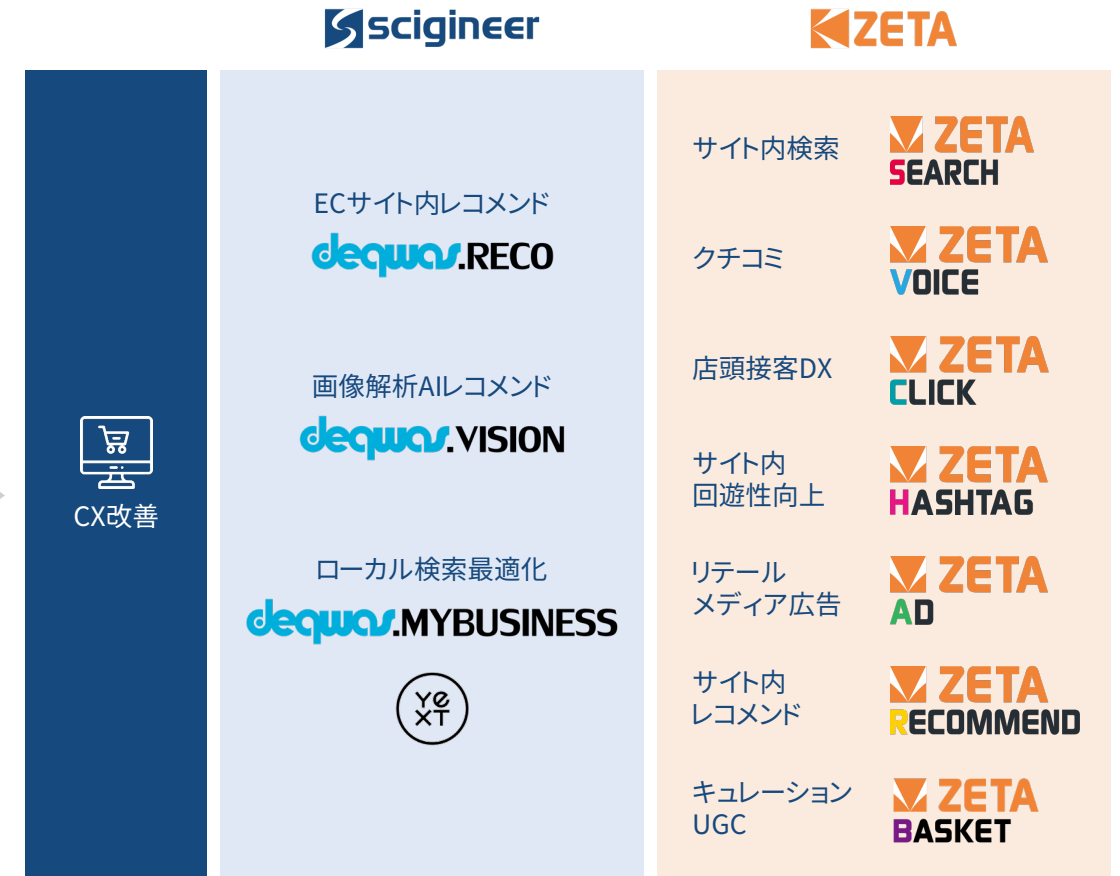 scigineer
ZETA
CX改善
ECサイト内レコメンド
deqwas.RECO
画像解析AIレコメンド
deqwas.VISION
ローカル検索最適化
deqwas.MYBUSINESS
yext
サイト内検索
ZETA
SEARCH
クチコミ
ZETA
VOICE
店頭接客DX
ZETA
CLICK
サイト内
回遊性向上
ZETA
HASHTAG
リテール
メディア広告
ZETA
AD
サイト内
レコメンド
ZETA
RECOMMEND
キュレーション
UGC
ZETA
BASKET